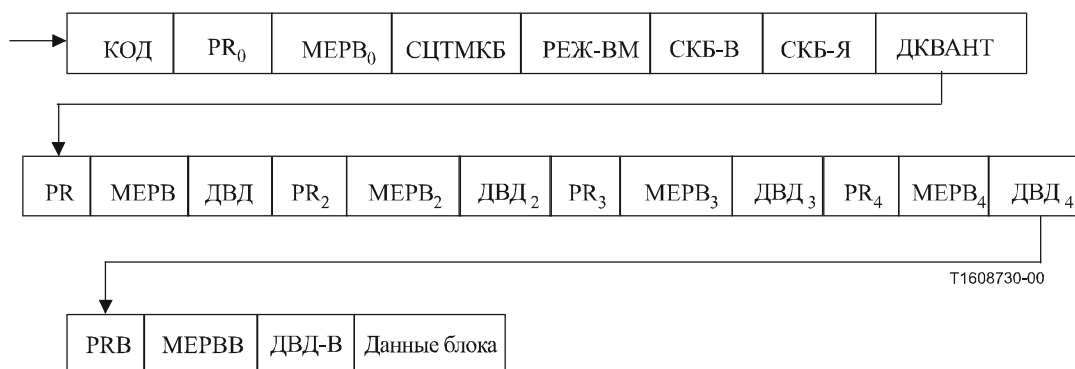 КОД PR₀ МЕРВ₀ СЦТМКБ РЕЖ-ВМ СКБ-В СКБ-Я ДКВАНТ
PR МЕРВ ДВД PR₂ МЕРВ₂ ДВД₂ PR₃ МЕРВ₃ ДВД₃ PR₄ МЕРВ₄ ДВД₄
T1608730-00
PRB МЕРВВ ДВД-В Данные блока